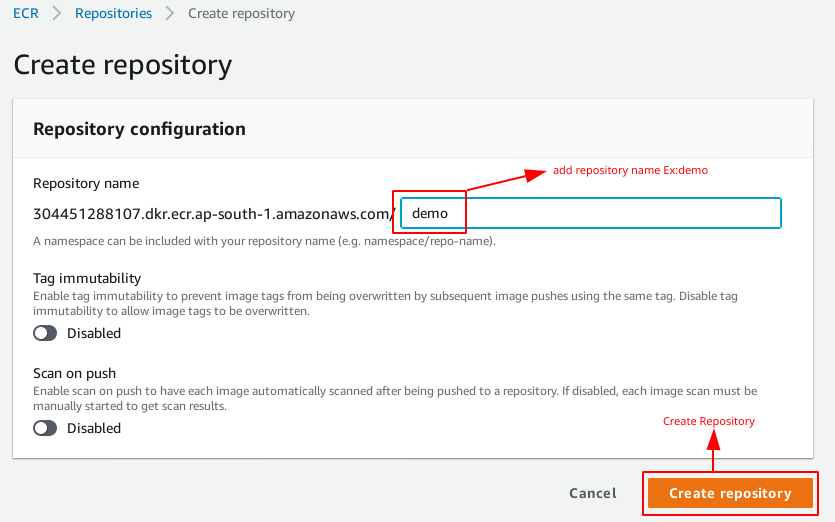 ECR > Repositories > Create repository
Create repository
Repository configuration
add repository name Ex:demo
Repository name
304451288107.dkr.ecr.ap-south-1.amazonaws.com/ demo
A namespace can be included with your repository name (e.g. namespace/repo-name).
Tag immutability
Enable tag immutability to prevent image tags from being overwritten by subsequent image pushes using the same tag. Disable tag
immutability to allow image tags to be overwritten.
Disabled
Scan on push
Enable scan on push to have each image automatically scanned after being pushed to a repository. If disabled, each image scan must be
manually started to get scan results.
Disabled
Create Repository
Cancel Create repository